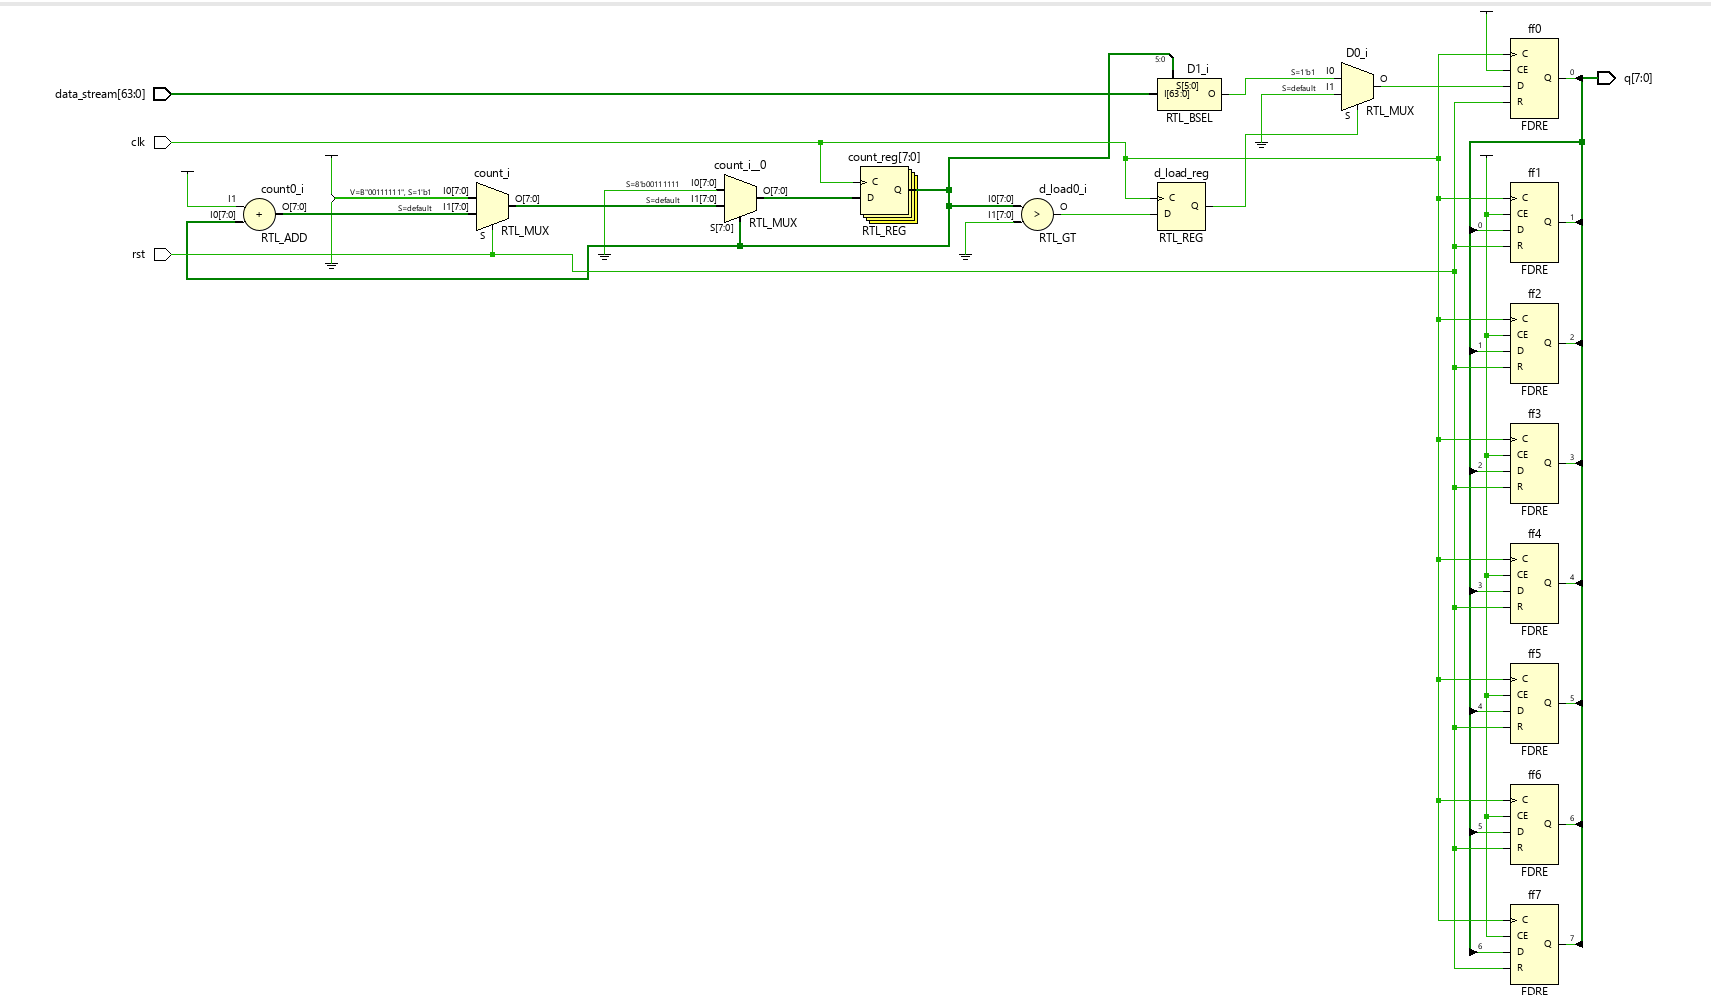 data_stream[63:0]
clk
rst
I1
I0[7:0]
count0_i
+
O[7:0]
RTL_ADD
V=B"00111111", S=1'b1
S=default
I0[7:0]
I1[7:0]
count_i
S
O[7:0]
RTL_MUX
S=8'b00111111
S=default
I0[7:0]
I1[7:0]
S[7:0]
count_i__0
O[7:0]
RTL_MUX
count_reg[7:0]
C
D
Q
RTL_REG
I0[7:0]
I1[7:0]
d_load0_i
>
O
RTL_GT
d_load_reg
C
D
Q
RTL_REG
5:0
D1_i
S[5:0]
I[63:0]
O
RTL_BSEL
S=1'b1
S=default
I0
I1
D0_i
S
O
RTL_MUX
ff0
C
CE
D
R
Q
0
FDRE
q[7:0]
ff1
C
CE
0
D
R
Q
1
FDRE
ff2
C
CE
1
D
R
Q
2
FDRE
ff3
C
CE
2
D
R
Q
3
FDRE
ff4
C
CE
3
D
R
Q
4
FDRE
ff5
C
CE
4
D
R
Q
5
FDRE
ff6
C
CE
5
D
R
Q
6
FDRE
ff7
C
CE
6
D
R
Q
7
FDRE